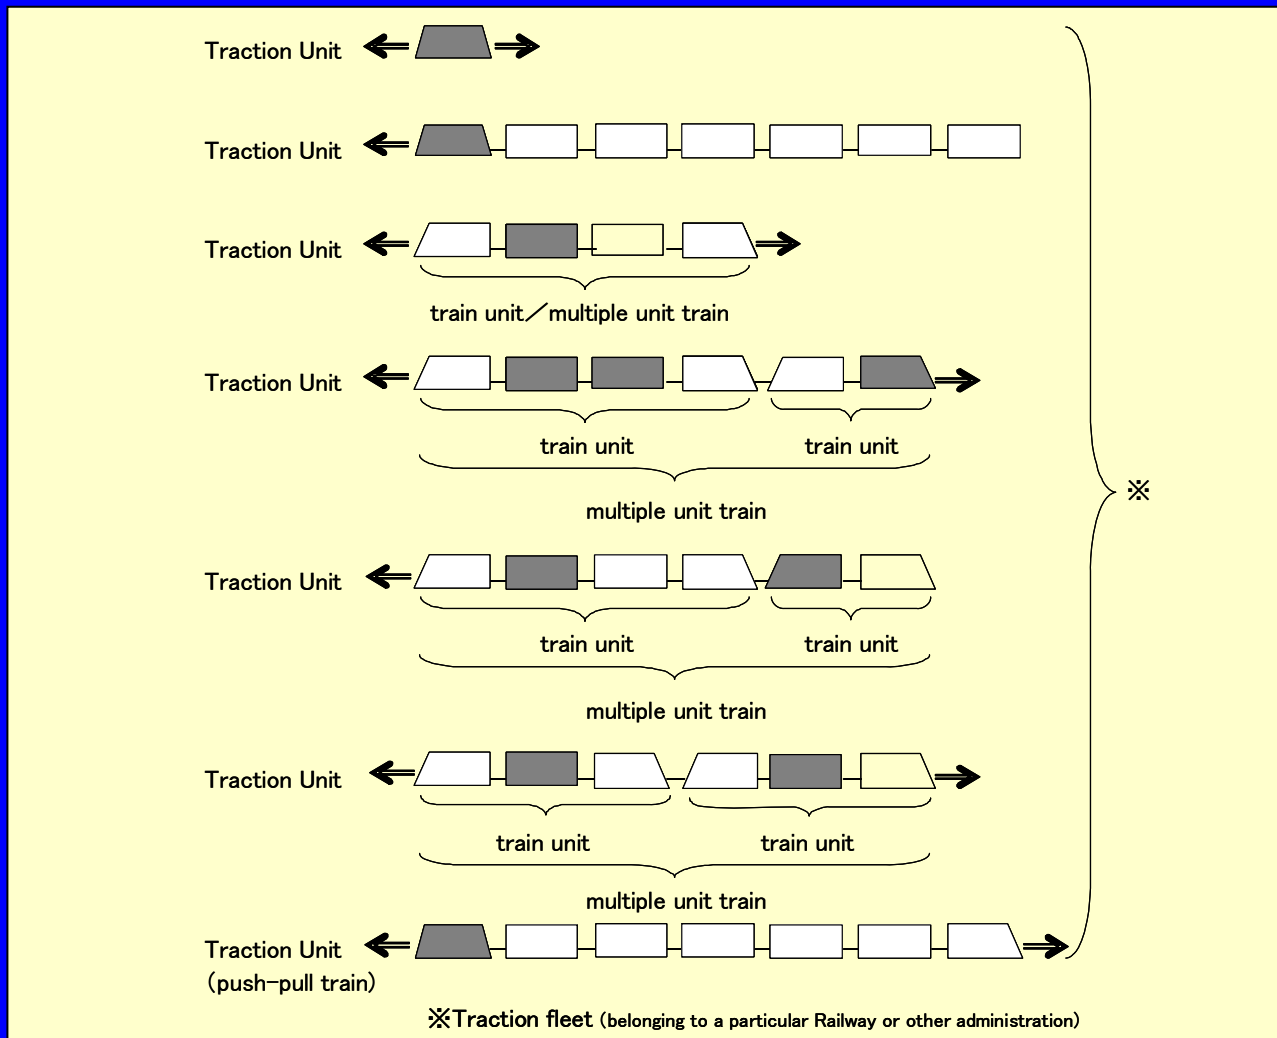 Traction Unit
Traction Unit
Traction Unit
train unit／multiple unit train
Traction Unit
train unit train unit
multiple unit train
※
Traction Unit
train unit train unit
multiple unit train
Traction Unit
train unit train unit
multiple unit train
Traction Unit
(push-pull train)
※Traction fleet (belonging to a particular Railway or other administration)